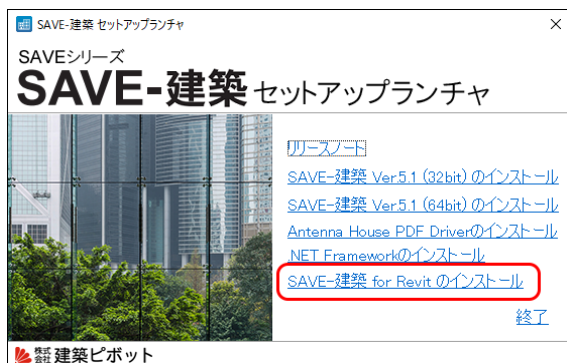 SAVE-建築 セットアップランチャ
SAVEシリーズ
SAVE-建築 セットアップランチャ
リリースノート
SAVE-建築 Ver5.1 (32bit) のインストール
SAVE-建築 Ver5.1 (64bit) のインストール
Antenna House PDF Driverのインストール
.NET Frameworkのインストール
SAVE-建築 for Revit のインストール
終了
株式会社 建築ピボット